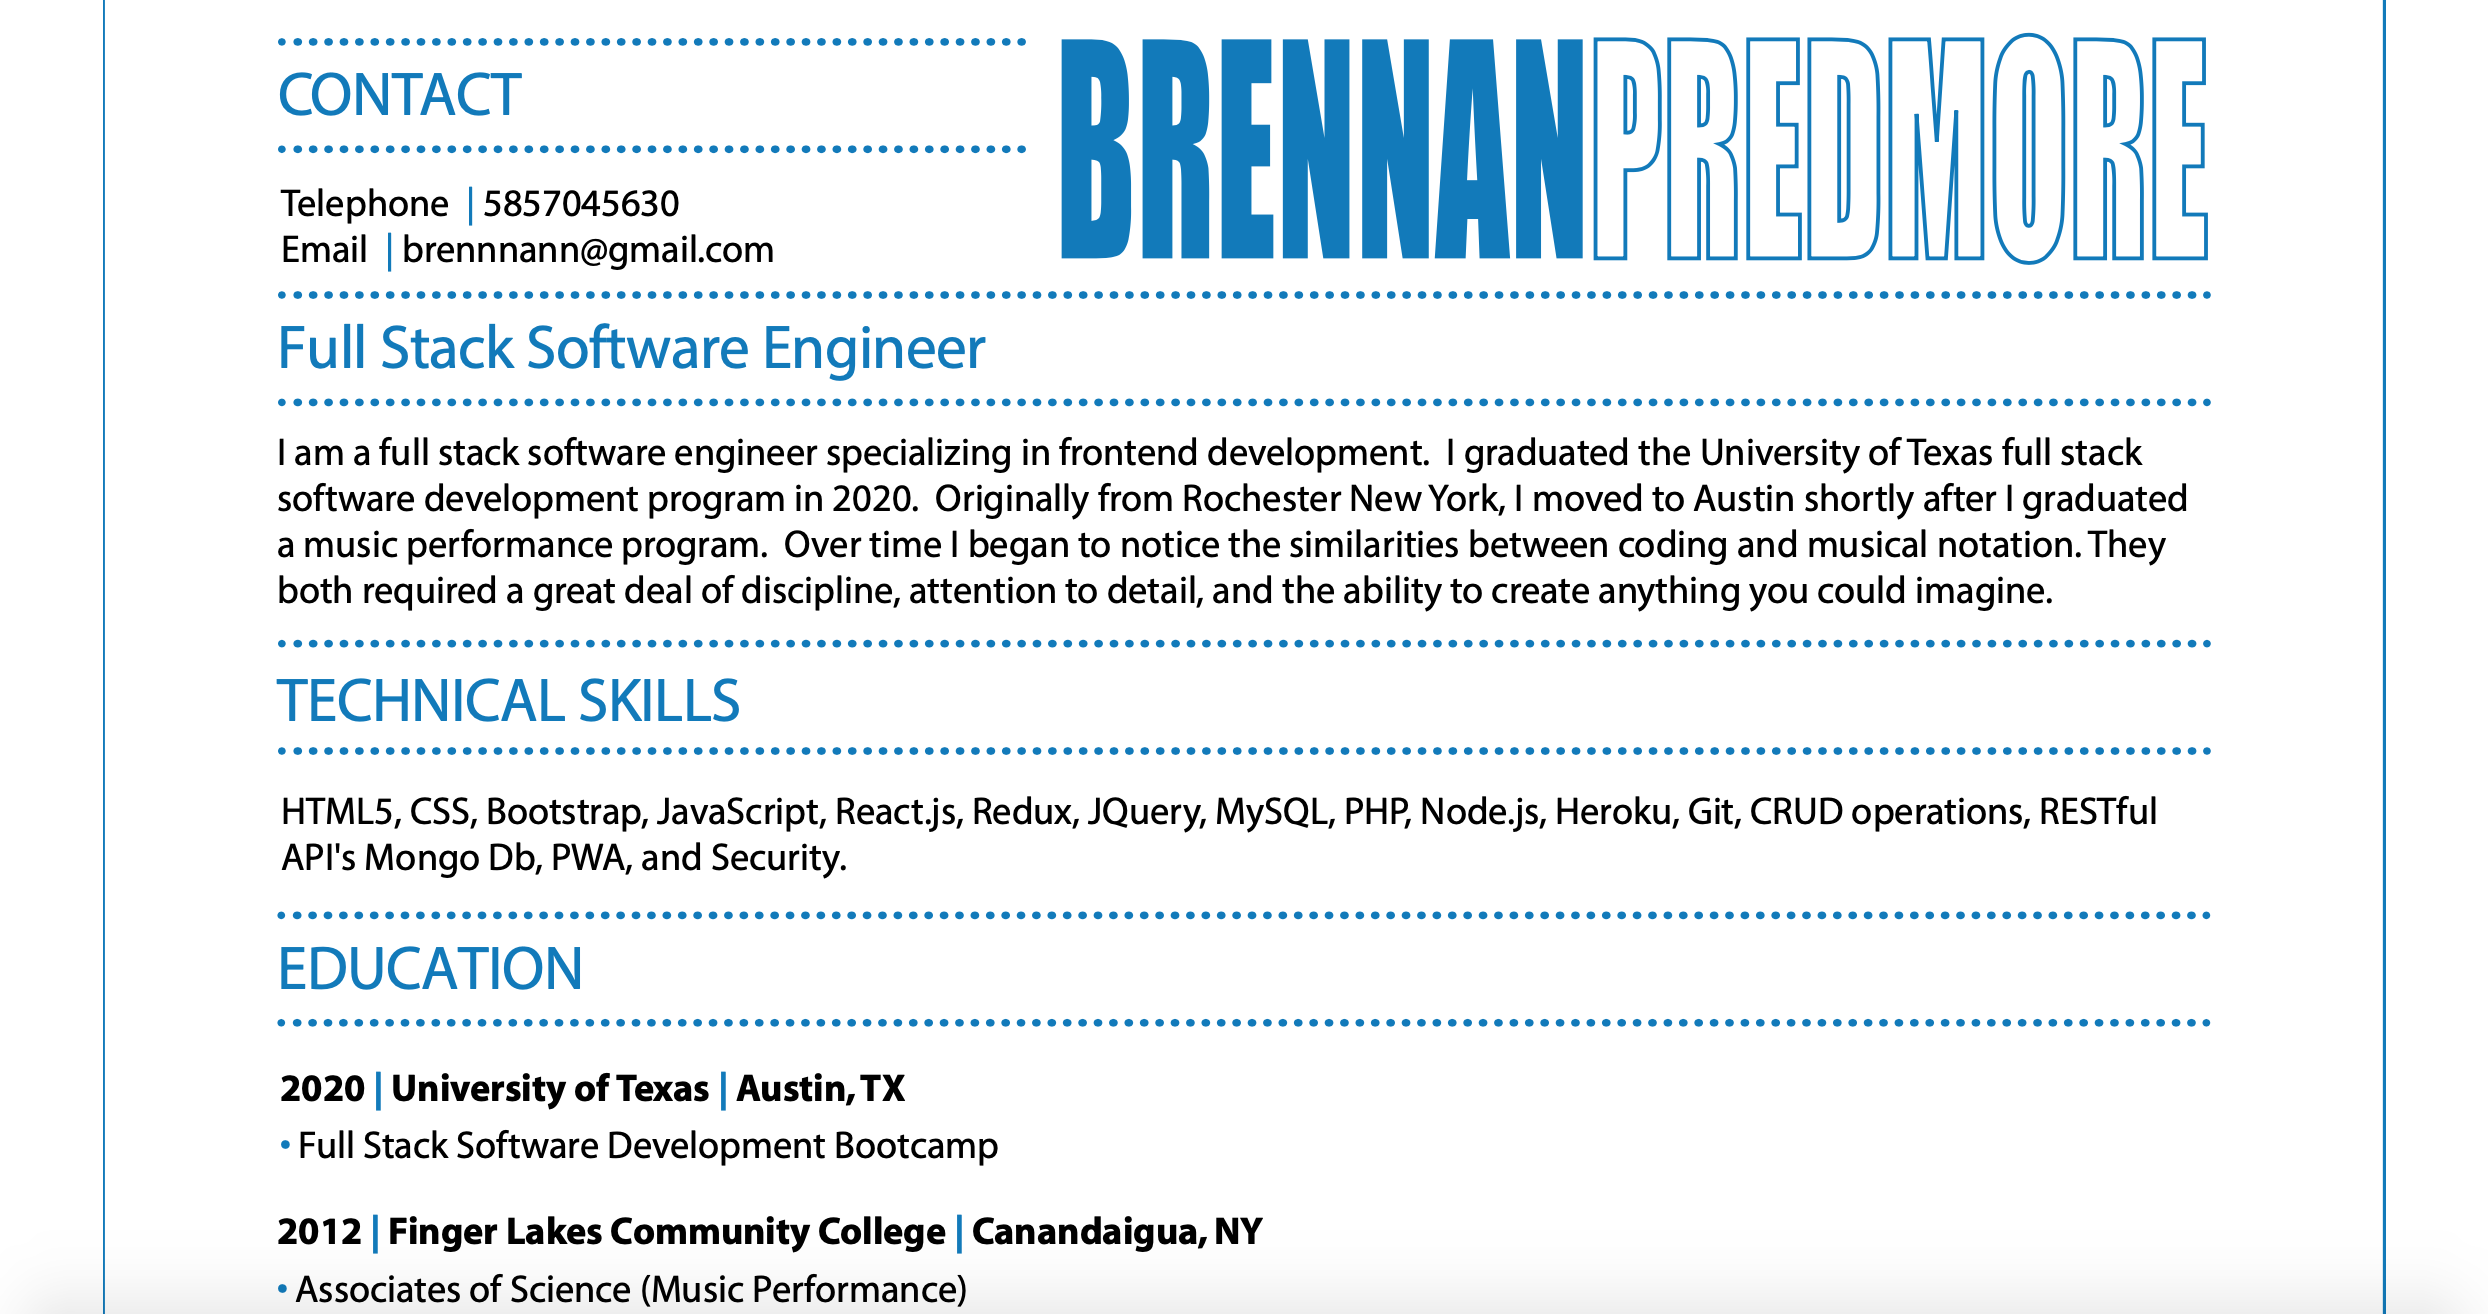 CONTACT
BRENNANPREDMORE
Telephone | 5857045630
Email | brennnann@gmail.com
Full Stack Software Engineer
I am a full stack software engineer specializing in frontend development.  I graduated the University of Texas full stack
software development program in 2020.  Originally from Rochester New York, I moved to Austin shortly after I graduated
a music performance program.  Over time I began to notice the similarities between coding and musical notation. They
both required a great deal of discipline, attention to detail, and the ability to create anything you could imagine.
TECHNICAL SKILLS
HTML5, CSS, Bootstrap, JavaScript, React.js, Redux, JQuery, MySQL, PHP, Node.js, Heroku, Git, CRUD operations, RESTful
API's Mongo Db, PWA, and Security.
EDUCATION
2020 | University of Texas | Austin, TX
• Full Stack Software Development Bootcamp
2012 | Finger Lakes Community College | Canandaigua, NY
• Associates of Science (Music Performance)